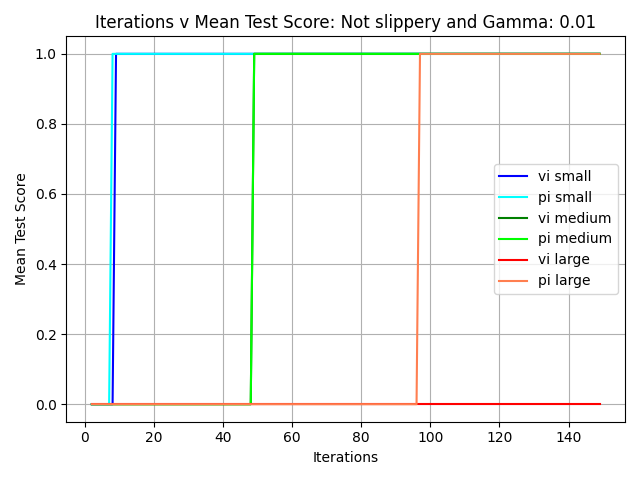 Iterations v Mean Test Score: Not slippery and Gamma: 0.01
1.0
0.8
0.6
0.4
0.2
0.0
Mean Test Score
vi small
pi small
vi medium
pi medium
vi large
pi large
0 20 40 60 80 100 120 140
Iterations